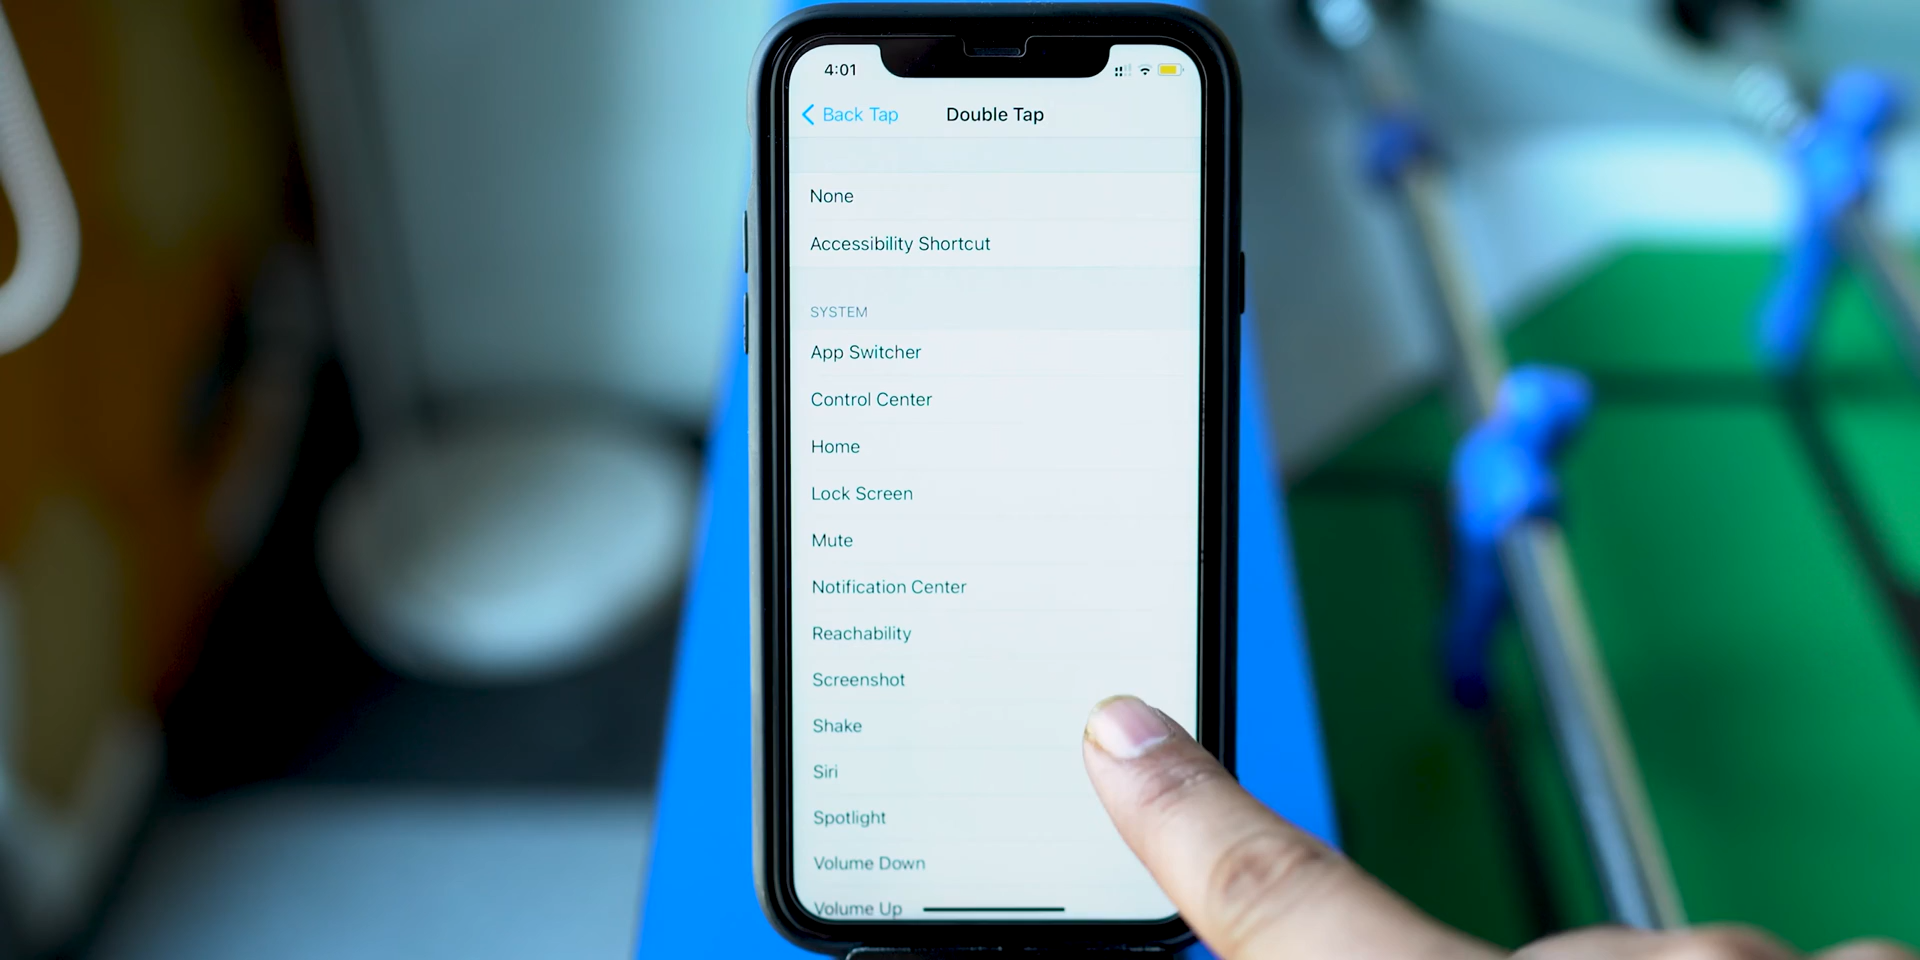 4:01
Back Tap
Double Tap
None
Accessibility Shortcut
SYSTEM
App Switcher
Control Center
Home
Lock Screen
Mute
Notification Center
Reachability
Screenshot
Shake
Siri
Spotlight
Volume Down
Volume Up